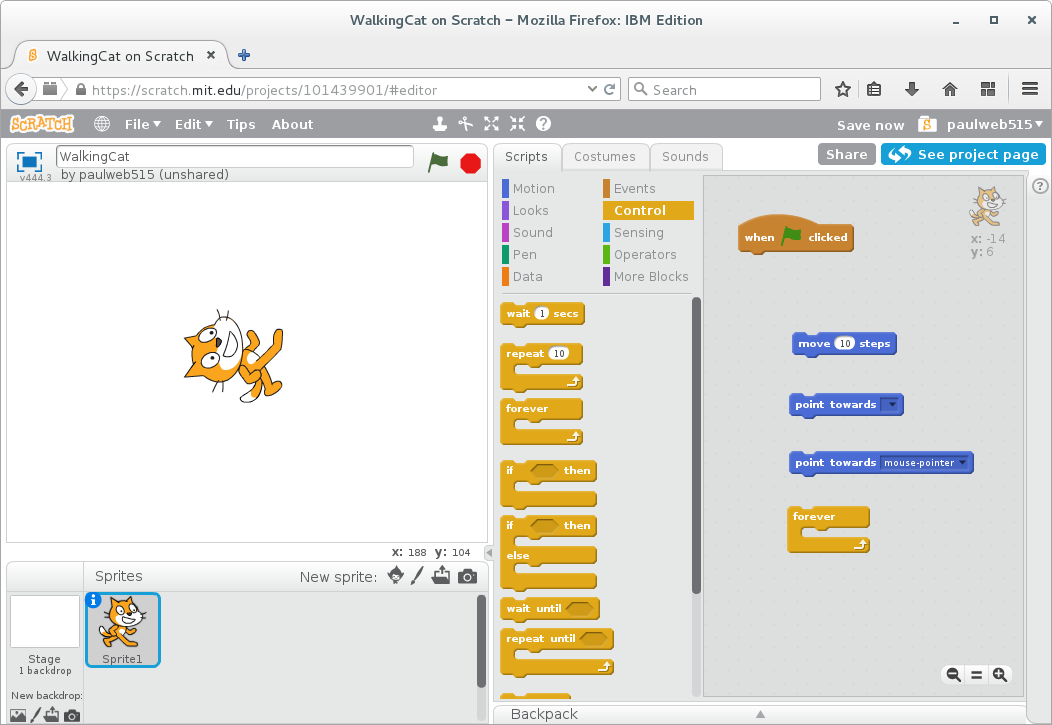 WalkingCat on Scratch – Mozilla Firefox: IBM Edition
WalkingCat on Scratch
https://scratch.mit.edu/projects/101439901/#editor
Search
SCRATCH
File
Edit
Tips
About
Save now
paulweb515
WalkingCat
by paulweb515 (unshared)
v444.3
x: 188 y: 104
Sprites
New sprite:
Sprite1
Stage
1 backdrop
New backdrop:
Scripts
Costumes
Sounds
Share
See project page
Motion
Looks
Sound
Pen
Data
Events
Control
Sensing
Operators
More Blocks
wait 1 secs
repeat 10
forever
if then
if then
else
wait until
repeat until
when clicked
move 10 steps
point towards
point towards mouse-pointer
forever
x: -14
y: 6
Backpack